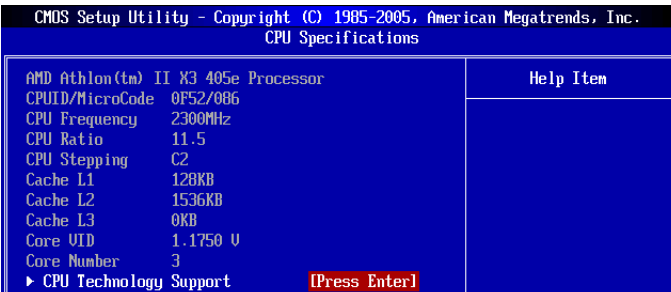 CMOS Setup Utility - Copyright (C) 1985-2005, American Megatrends, Inc.
CPU Specifications
AMD Athlon(tm) II X3 405e Processor
Help Item
CPUID/MicroCode 0F52/086
CPU Frequency 2300MHz
CPU Ratio 11.5
CPU Stepping C2
Cache L1 128KB
Cache L2 1536KB
Cache L3 0KB
Core VID 1.1750 V
Core Number 3
▶ CPU Technology Support [Press Enter]